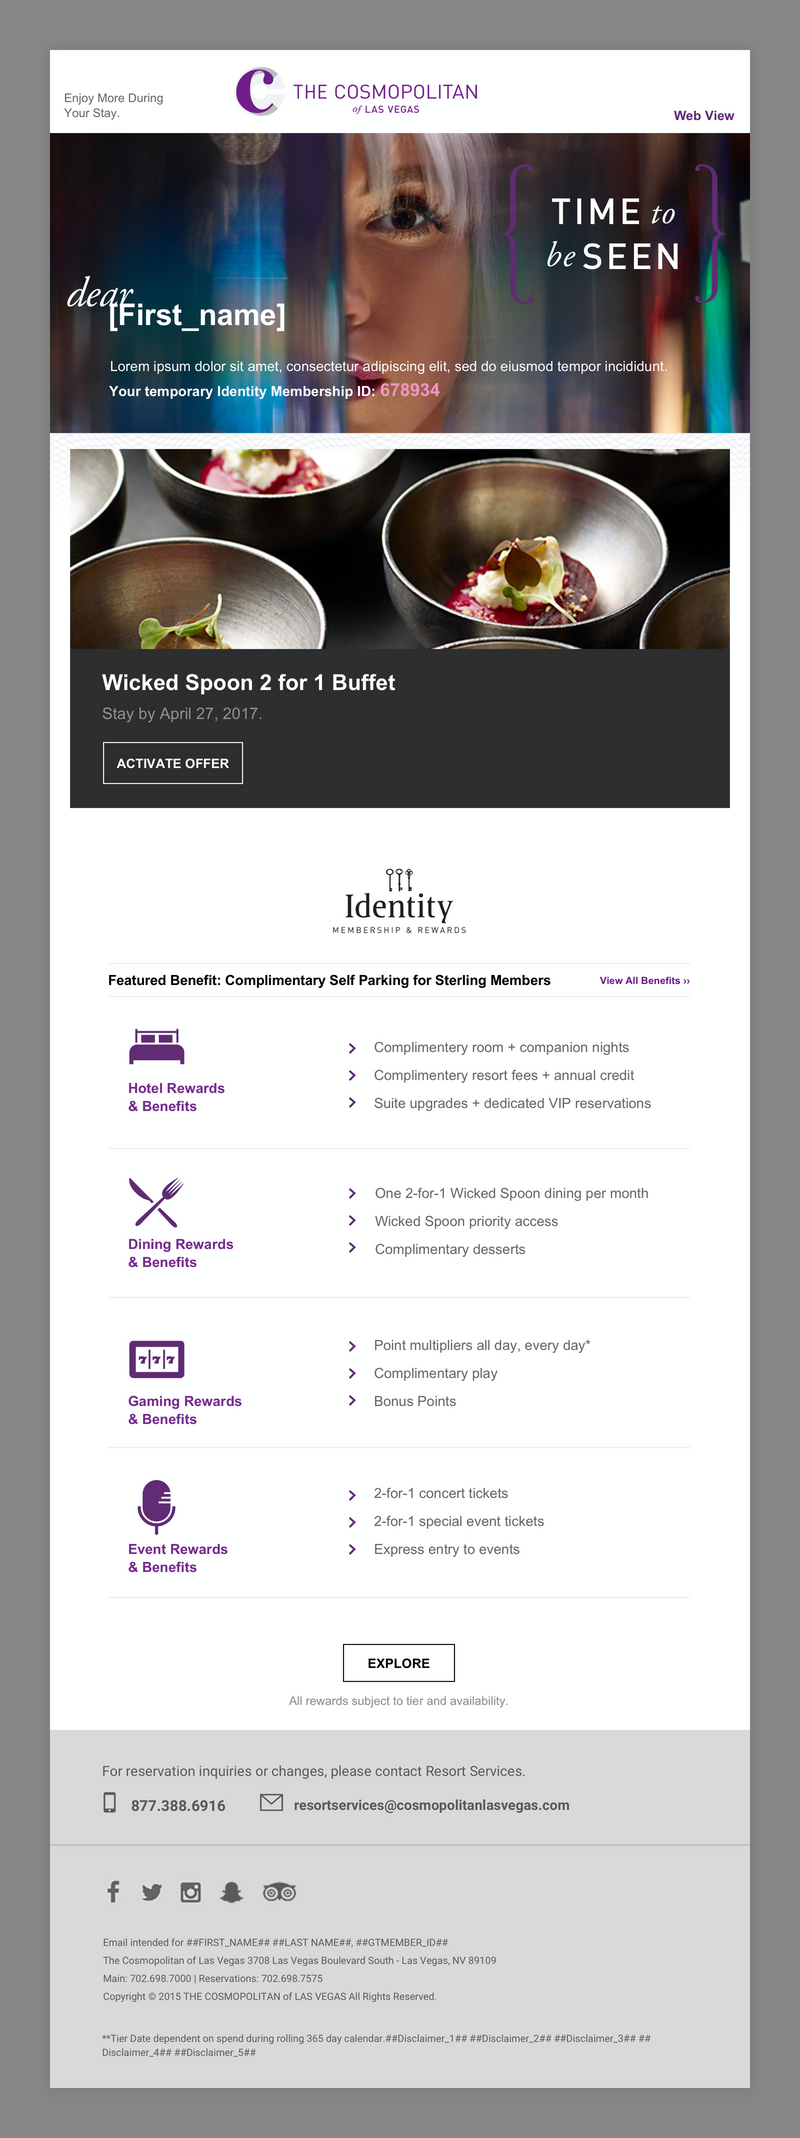 Enjoy More During
Your Stay.
C THE COSMOPOLITAN
of LAS VEGAS
Web View
TIME to
be SEEN
dear
[First_name]
Lorem ipsum dolor sit amet, consectetur adipiscing elit, sed do eiusmod tempor incididunt.
Your temporary Identity Membership ID: 678934
Wicked Spoon 2 for 1 Buffet
Stay by April 27, 2017.
ACTIVATE OFFER
Identity
MEMBERSHIP & REWARDS
Featured Benefit: Complimentary Self Parking for Sterling Members
View All Benefits ››
Hotel Rewards
& Benefits
Complimentery room + companion nights
Complimentery resort fees + annual credit
Suite upgrades + dedicated VIP reservations
Dining Rewards
& Benefits
One 2-for-1 Wicked Spoon dining per month
Wicked Spoon priority access
Complimentary desserts
777
Gaming Rewards
& Benefits
Point multipliers all day, every day*
Complimentary play
Bonus Points
Event Rewards
& Benefits
2-for-1 concert tickets
2-for-1 special event tickets
Express entry to events
EXPLORE
All rewards subject to tier and availability.
For reservation inquiries or changes, please contact Resort Services.
877.388.6916 resortservices@cosmopolitanlasvegas.com
Email intended for ##FIRST_NAME## ##LAST NAME##, ##GTMEMBER_ID##
The Cosmopolitan of Las Vegas 3708 Las Vegas Boulevard South - Las Vegas, NV 89109
Main: 702.698.7000 | Reservations: 702.698.7575
Copyright © 2015 THE COSMOPOLITAN of LAS VEGAS All Rights Reserved.
**Tier Date dependent on spend during rolling 365 day calendar.##Disclaimer_1## ##Disclaimer_2## ##Disclaimer_3## ##
Disclaimer_4## ##Disclaimer_5##